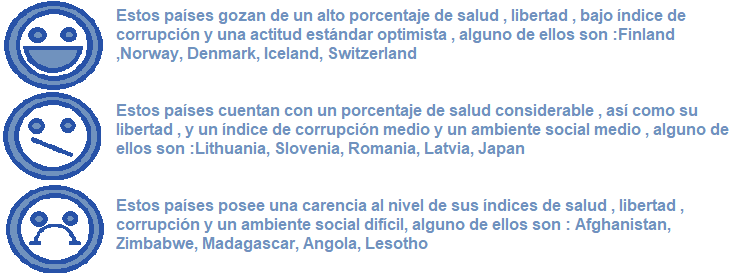 Estos países gozan de un alto porcentaje de salud , libertad , bajo índice de
corrupción y una actitud estándar optimista , alguno de ellos son :Finland
,Norway, Denmark, Iceland, Switzerland
Estos países cuentan con un porcentaje de salud considerable , así como su
libertad , y un índice de corrupción medio y un ambiente social medio , alguno de
ellos son :Lithuania, Slovenia, Romania, Latvia, Japan
Estos países posee una carencia al nivel de sus índices de salud , libertad ,
corrupción y un ambiente social dificil, alguno de ellos son : Afghanistan,
Zimbabwe, Madagascar, Angola, Lesotho